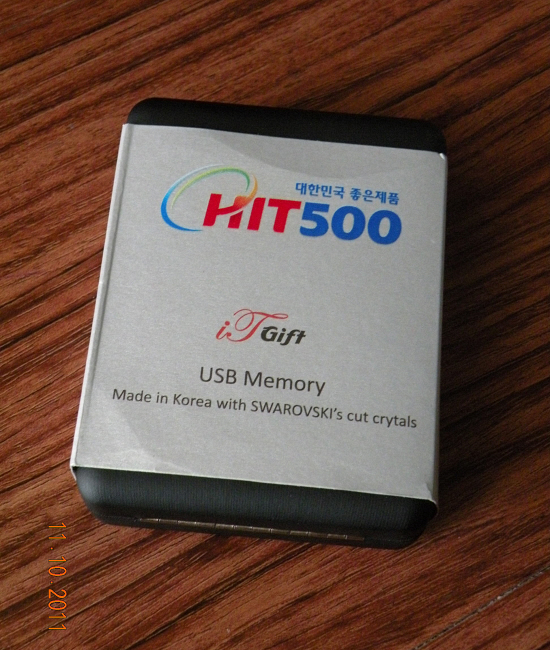 대한민국 좋은제품
HIT500
iT Gift
USB Memory
Made in Korea with SWAROVSKI's cut crytals
11.10.2011